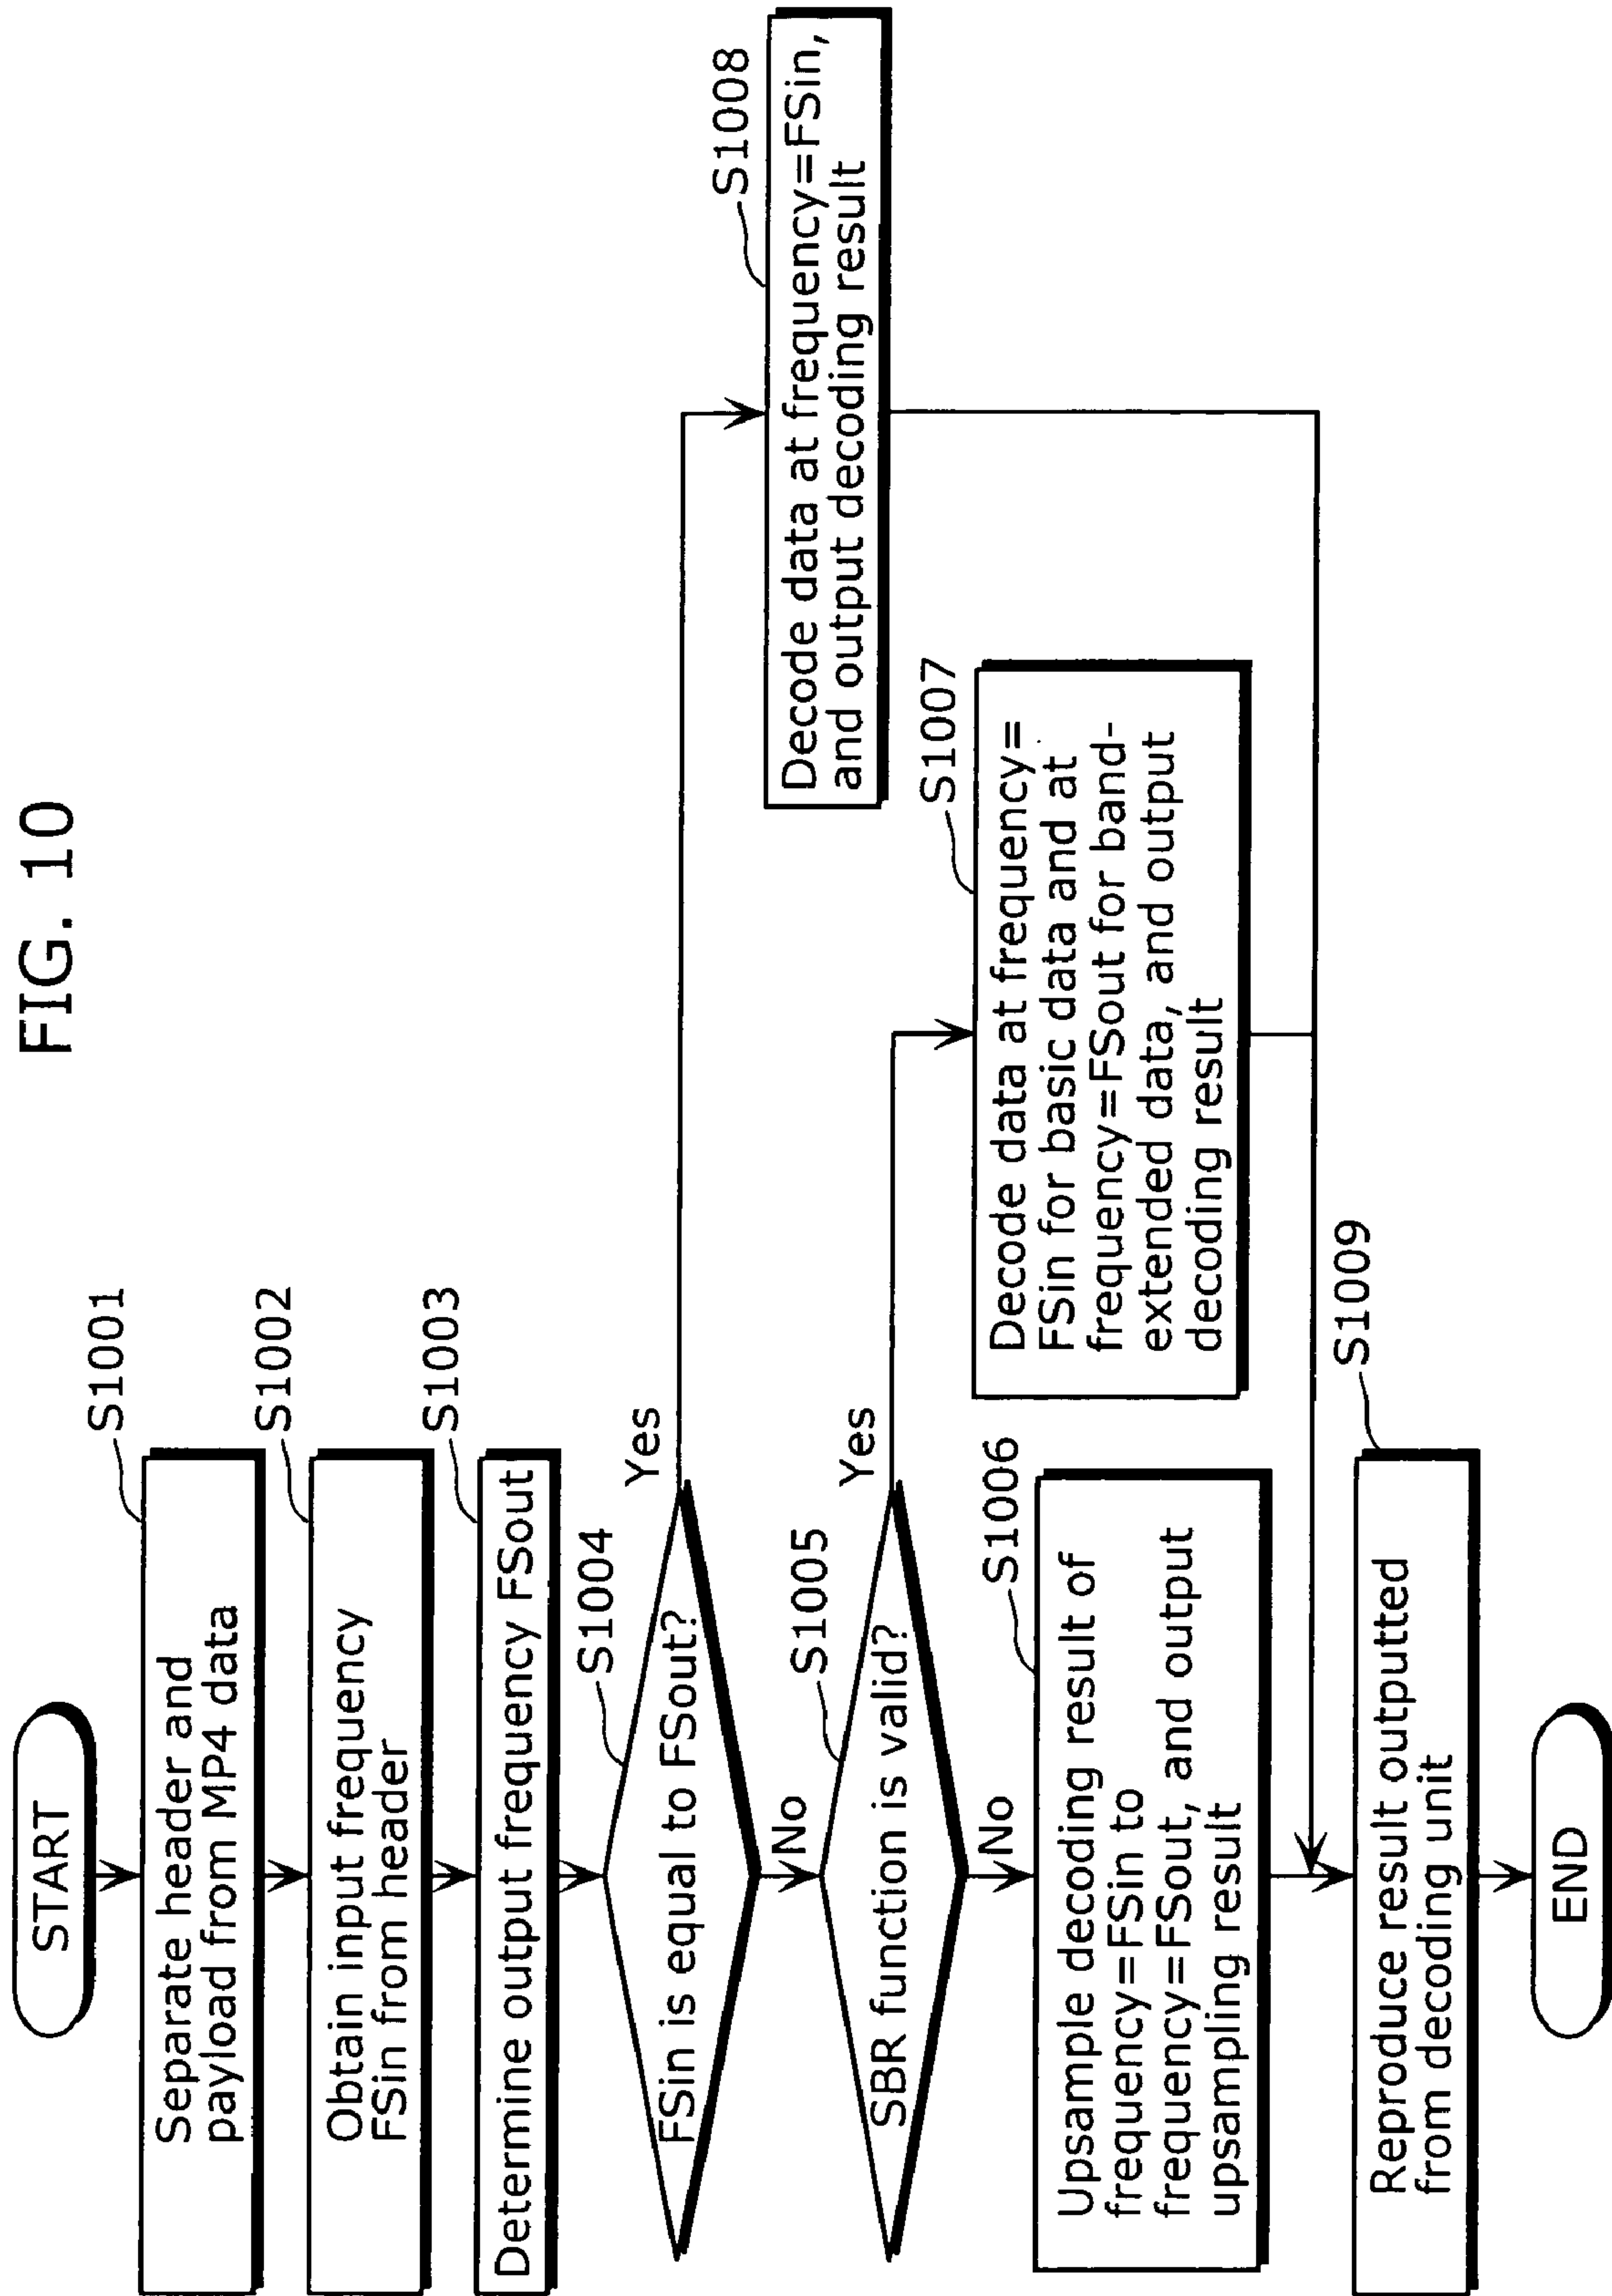 FIG. 10
START
S1001
Separate header and
payload from MP4 data
S1002
Obtain input frequency
FSin from header
S1003
Determine output frequency FSout
S1004
FSin is equal to FSout?
Yes
No
S1005
SBR function is valid?
Yes
No
S1006
Upsample decoding result of
frequency=FSin to
frequency=FSout, and output
upsampling result
S1007
Decode data at frequency=
FSin for basic data and at
frequency=FSout for band-
extended data, and output
decoding result
S1008
Decode data at frequency=FSin,
and output decoding result
S1009
Reproduce result outputted
from decoding unit
END